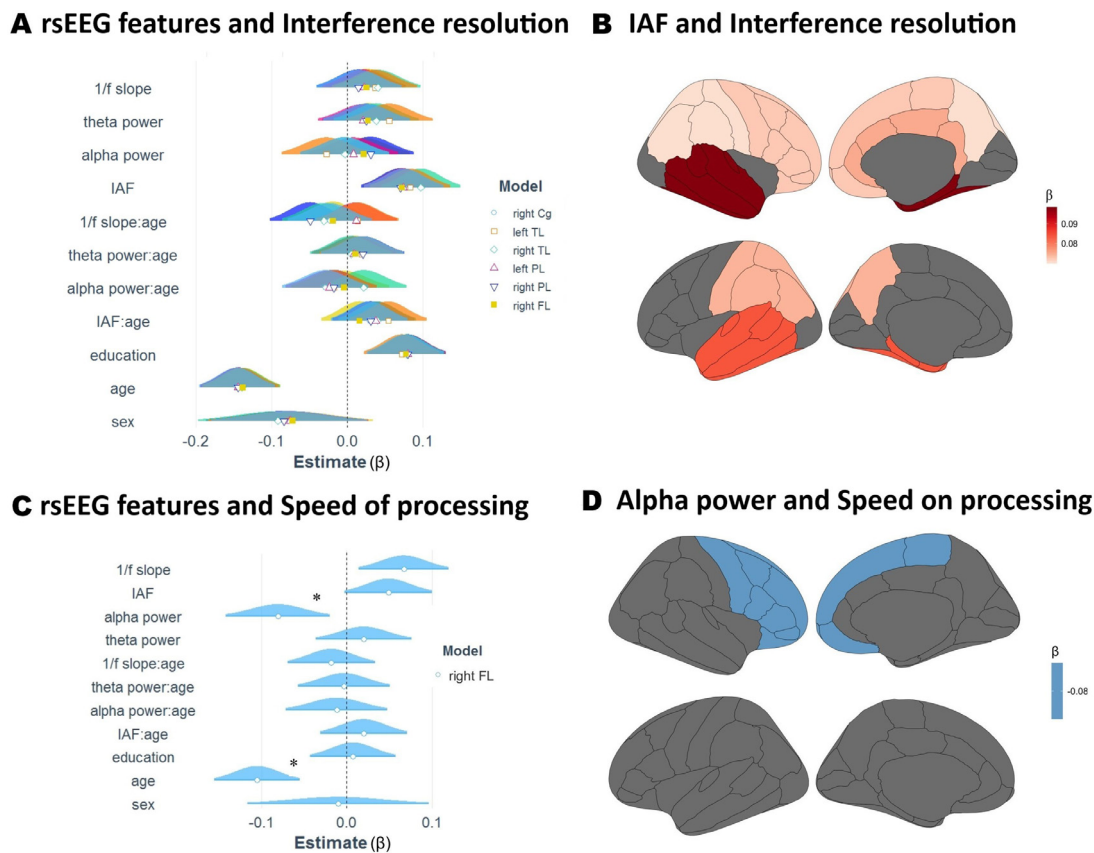 A rsEEG features and Interference resolution
1/f slope
theta power
alpha power
IAF
1/f slope:age
theta power:age
alpha power:age
IAF:age
education
age
sex
-0.2
-0.1
0.0
0.1
Estimate (β)
Model
right Cg
left TL
right TL
left PL
right PL
right FL
B IAF and Interference resolution
β
0.09
0.08
C rsEEG features and Speed of processing
1/f slope
IAF
alpha power
*
theta power
1/f slope:age
theta power:age
alpha power:age
IAF:age
education
age
*
sex
-0.1
0.0
0.1
Estimate (β)
Model
right FL
D Alpha power and Speed on processing
β
-0.08